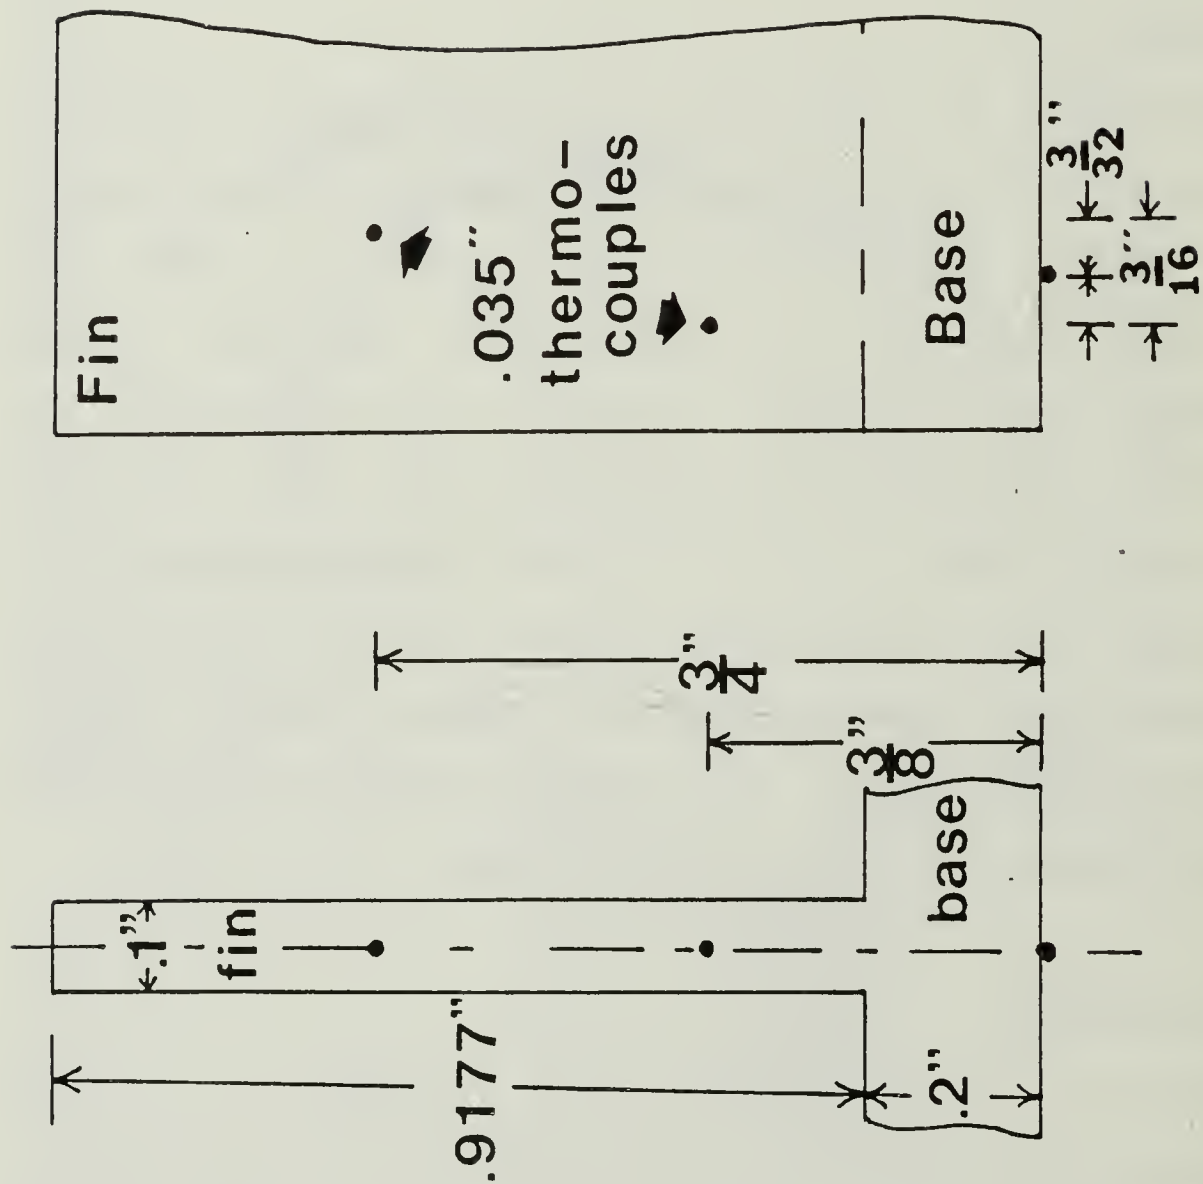 Fin
.035"
thermo-
couples
Base
3"
32
3"
16
.1"
fin
.9177"
3"
4
3"
8
base
.2"